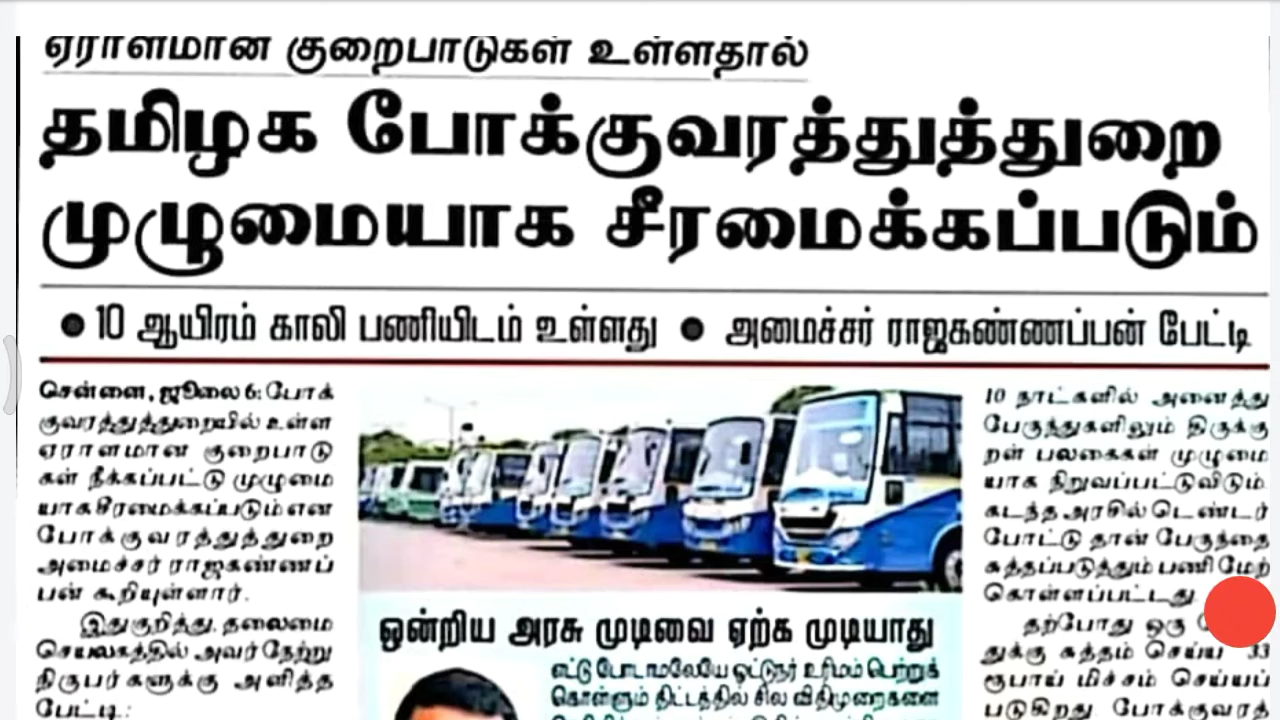 ஏராளமான குறைபாடுகள் உள்ளதால்
தமிழக போக்குவரத்துத்துறை
முழுமையாக சீரமைக்கப்படும்
● 10 ஆயிரம் காலி பணியிடம் உள்ளது ● அமைச்சர் ராஜகண்ணப்பன் பேட்டி
சென்னை, ஜூலை 6: போக்
குவரத்துத்துறையில் உள்ள
ஏராளமான குறைபாடு
கள் நீக்கப்பட்டு முழுமை
யாக சீரமைக்கப்படும் என
போக்குவரத்துத்துறை
அமைச்சர் ராஜகண்ணப்
பன் கூறியுள்ளார்.
இதுகுறித்து, தலைமை
செயலகத்தில் அவர் நேற்று
நிருபர்களுக்கு அளித்த
பேட்டி:
ஒன்றிய அரசு முடிவை ஏற்க முடியாது
எட்டு போடாமலேயே ஓட்டுநர் உரிமம் பெற்றுக்
கொள்ளும் திட்டத்தில் சில விதிமுறைகளை
10 நாட்களில் அனைத்து
பேருந்துகளிலும் திருக்கு
றள் பலகைகள் முழுமை
யாக நிறுவப்பட்டுவிடும்.
கடந்த அரசில் டெண்டர்
போட்டு தான் பேருந்தை
சுத்தப்படுத்தும் பணி மேற்
கொள்ளப்பட்டது.
தற்போது ஒரு
துக்கு சுத்தம் செய்ய 33
ரூபாய் மிச்சம் செய்யப்
படுகிறது. போக்குவரத்